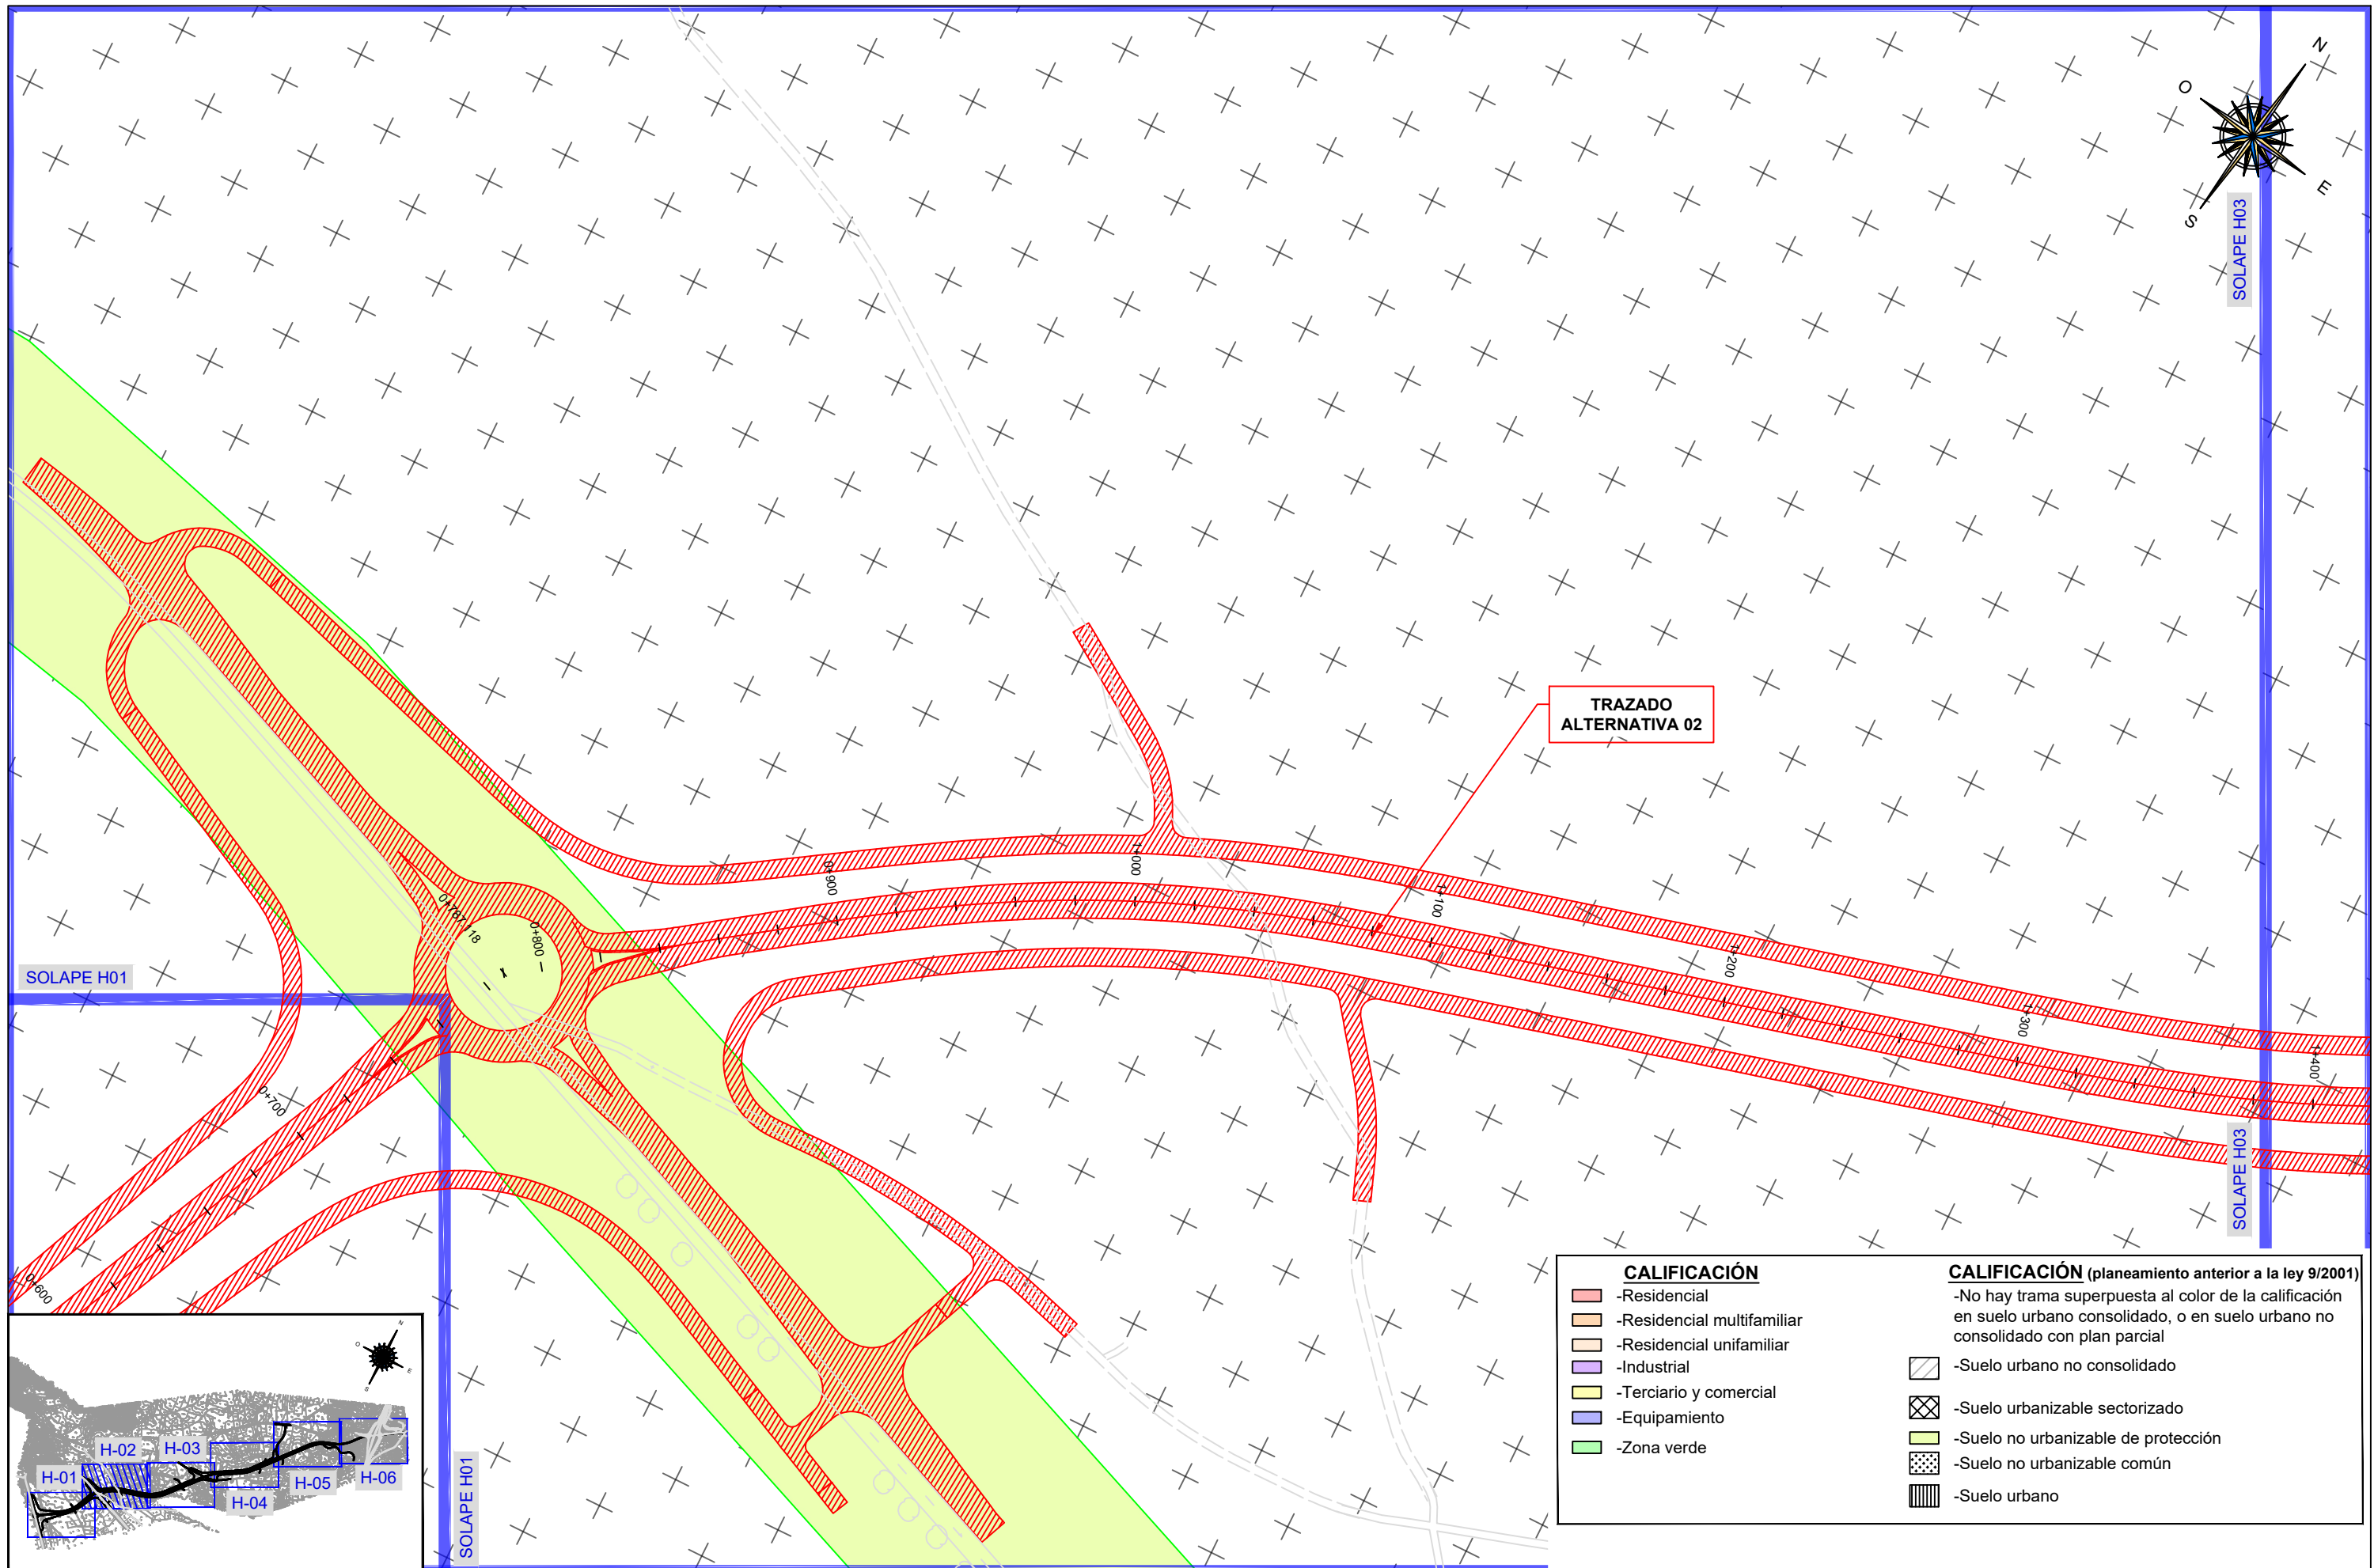 N
O
E
S
SOLAPE H03
TRAZADO
ALTERNATIVA 02
0+900
1+000
1+100
1+200
1+300
1+400
0+787.118
0+800
SOLAPE H01
0+700
0+600
SOLAPE H03
SOLAPE H01
N
O
E
S
H-01
H-02
H-03
H-04
H-05
H-06
CALIFICACIÓN
-Residencial
-Residencial multifamiliar
-Residencial unifamiliar
-Industrial
-Terciario y comercial
-Equipamiento
-Zona verde
CALIFICACIÓN (planeamiento anterior a la ley 9/2001)
-No hay trama superpuesta al color de la calificación
en suelo urbano consolidado, o en suelo urbano no
consolidado con plan parcial
-Suelo urbano no consolidado
-Suelo urbanizable sectorizado
-Suelo no urbanizable de protección
-Suelo no urbanizable común
-Suelo urbano